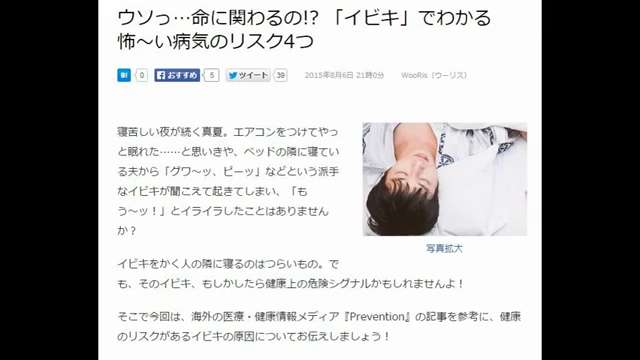 ウソっ…命に関わるの!? 「イビキ」でわかる
怖〜い病気のリスク4つ
B! 0 おすすめ 5 ツイート 39 2015年8月6日 21時0分 WooRis（ウーリス）
寝苦しい夜が続く真夏。エアコンをつけてやっ
と眠れた……と思いきや、ベッドの隣に寝てい
る夫から「グワ〜ッ、ピーッ」などという派手
なイビキが聞こえて起きてしまい、「も
う〜ッ！」とイライラしたことはありません
か？
写真拡大
イビキをかく人の隣に寝るのはつらいもの。で
も、そのイビキ、もしかしたら健康上の危険シグナルかもしれませんよ！
そこで今回は、海外の医療・健康情報メディア『Prevention』の記事を参考に、健康
のリスクがあるイビキの原因についてお伝えしましょう！